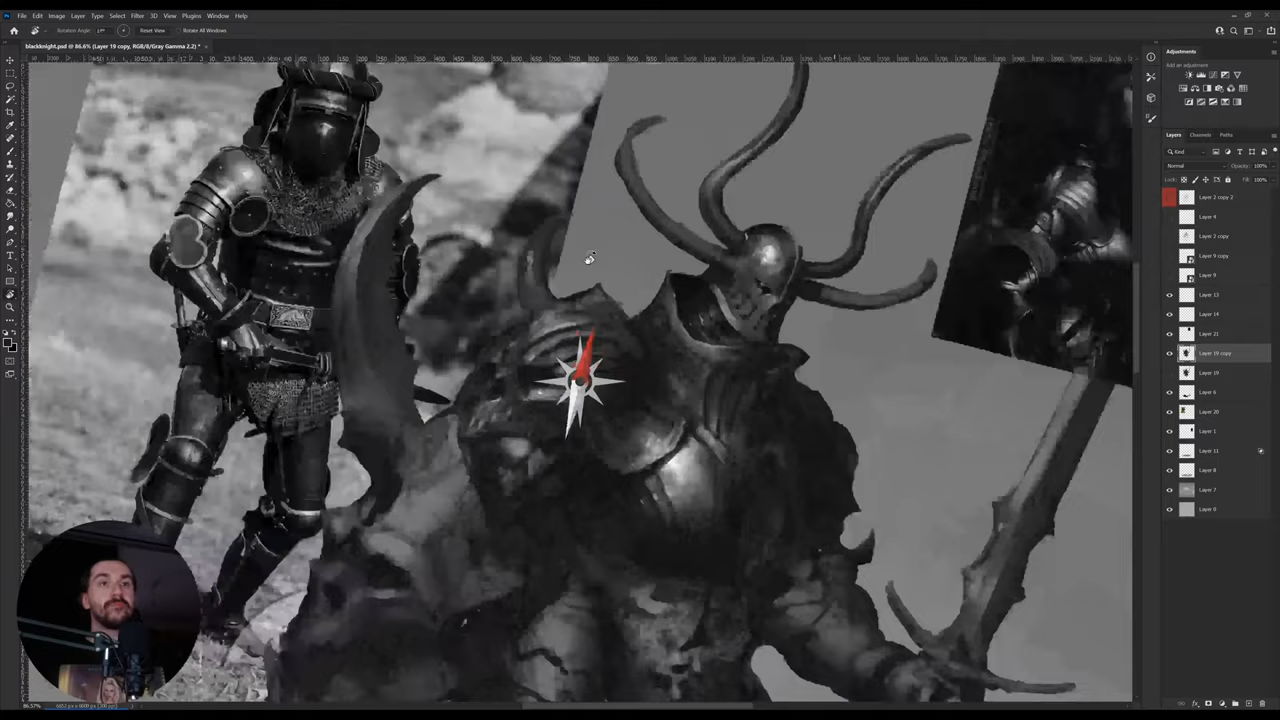 File Edit Image Layer Type Select Filter 3D View Plugins Window Help
Rotation Angle: Reset View Rotate All Windows
blackknight.psd @ 86.6% (Layer 19 copy, RGB/8/Gray Gamma 2.2) *
Adjustments
Add an adjustment
Layers Channels Paths
Kind
Normal Opacity: 100%
Lock: Fill: 100%
Layer 2 copy 2
Layer 4
Layer 2 copy
Layer 9 copy
Layer 9
Layer 13
Layer 14
Layer 21
Layer 19 copy
Layer 19
Layer 6
Layer 20
Layer 1
Layer 11
Layer 8
Layer 7
Layer 0
86.57%